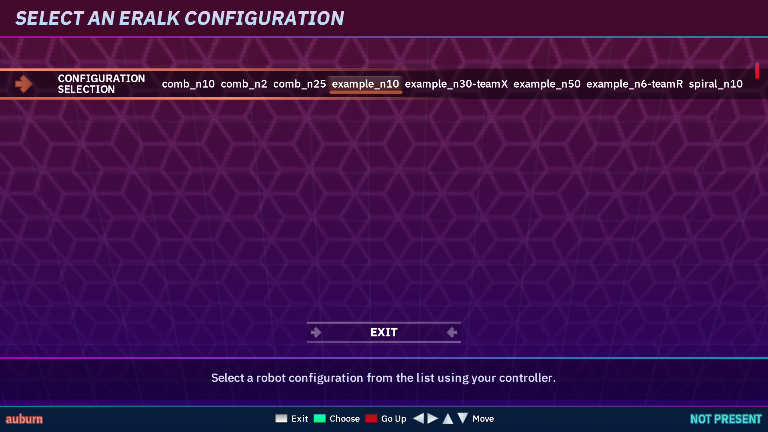 SELECT AN ERALK CONFIGURATION
CONFIGURATION
SELECTION
comb_n10 comb_n2 comb_n25 example_n10 example_n30-teamX example_n50 example_n6-teamR spiral_n10
EXIT
Select a robot configuration from the list using your controller.
auburn
Exit Choose Go Up Move
NOT PRESENT